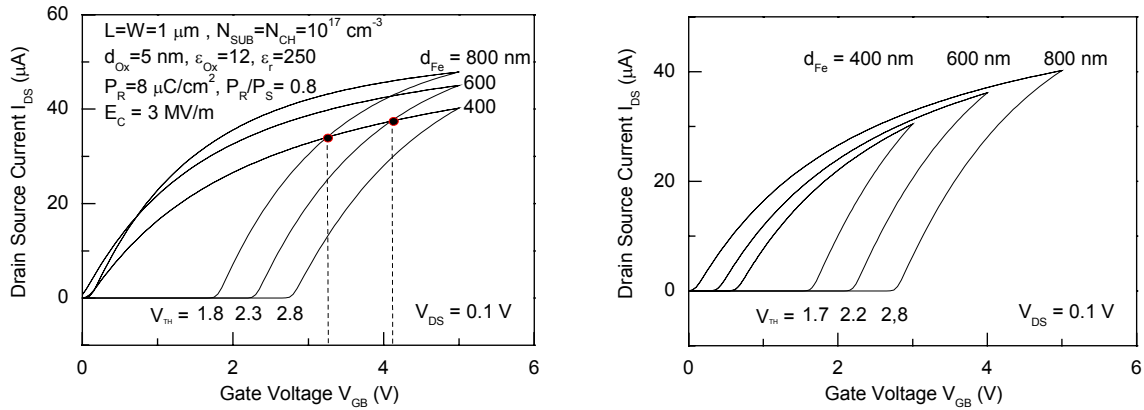 60
40
20
0
0
2
4
6
Drain Source Current I_DS (μA)
Gate Voltage V_GB (V)
L=W=1 μm , N_SUB=N_CH=10^17 cm^-3
d_Ox=5 nm, ε_Ox=12, ε_r=250
P_R=8 μC/cm^2, P_R/P_S= 0.8
E_C = 3 MV/m
d_Fe = 800 nm
600
400
V_TH = 1.8 2.3 2.8
V_DS = 0.1 V
40
20
0
0
2
4
6
Drain Source Current I_DS (μA)
Gate Voltage V_GB (V)
d_Fe = 400 nm 600 nm 800 nm
V_TH = 1.7 2.2 2,8
V_DS = 0.1 V